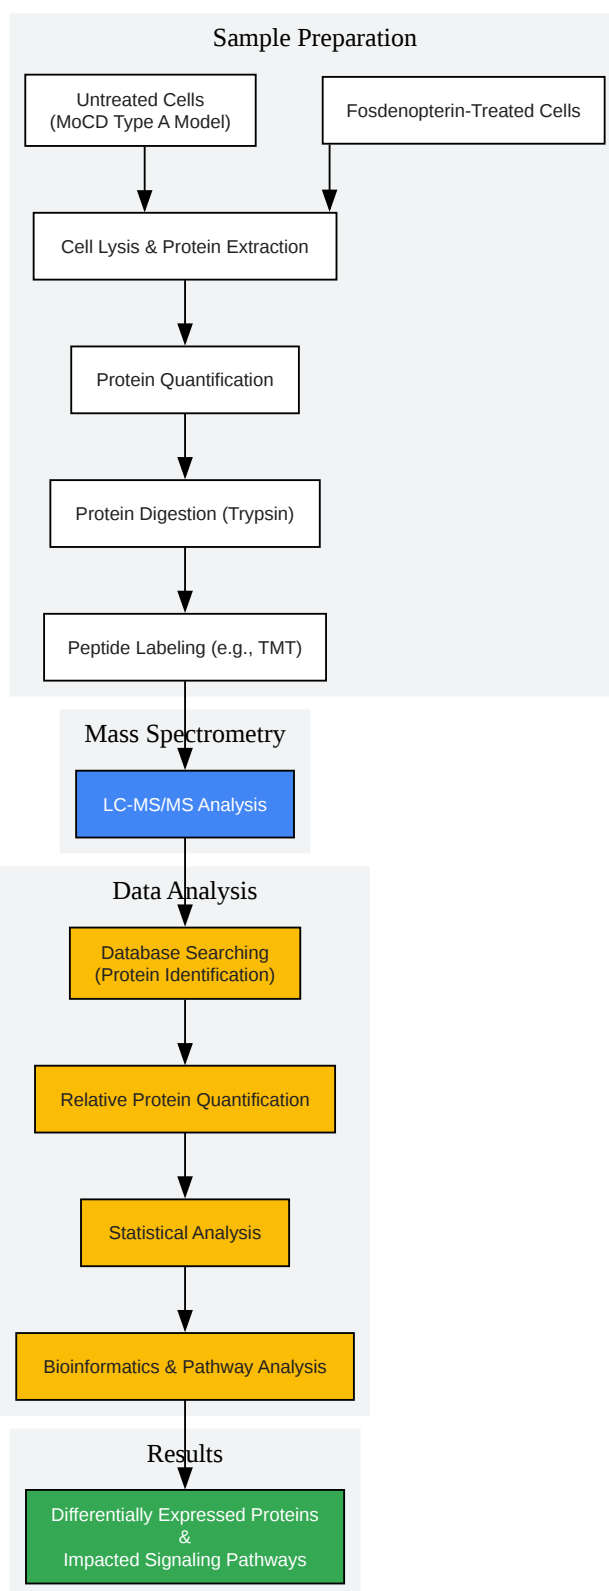 Sample Preparation
Untreated Cells
(MoCD Type A Model)
Fosdenopterin-Treated Cells
Cell Lysis & Protein Extraction
Protein Quantification
Protein Digestion (Trypsin)
Peptide Labeling (e.g., TMT)
Mass Spectrometry
LC-MS/MS Analysis
Data Analysis
Database Searching
(Protein Identification)
Relative Protein Quantification
Statistical Analysis
Bioinformatics & Pathway Analysis
Results
Differentially Expressed Proteins
&
Impacted Signaling Pathways